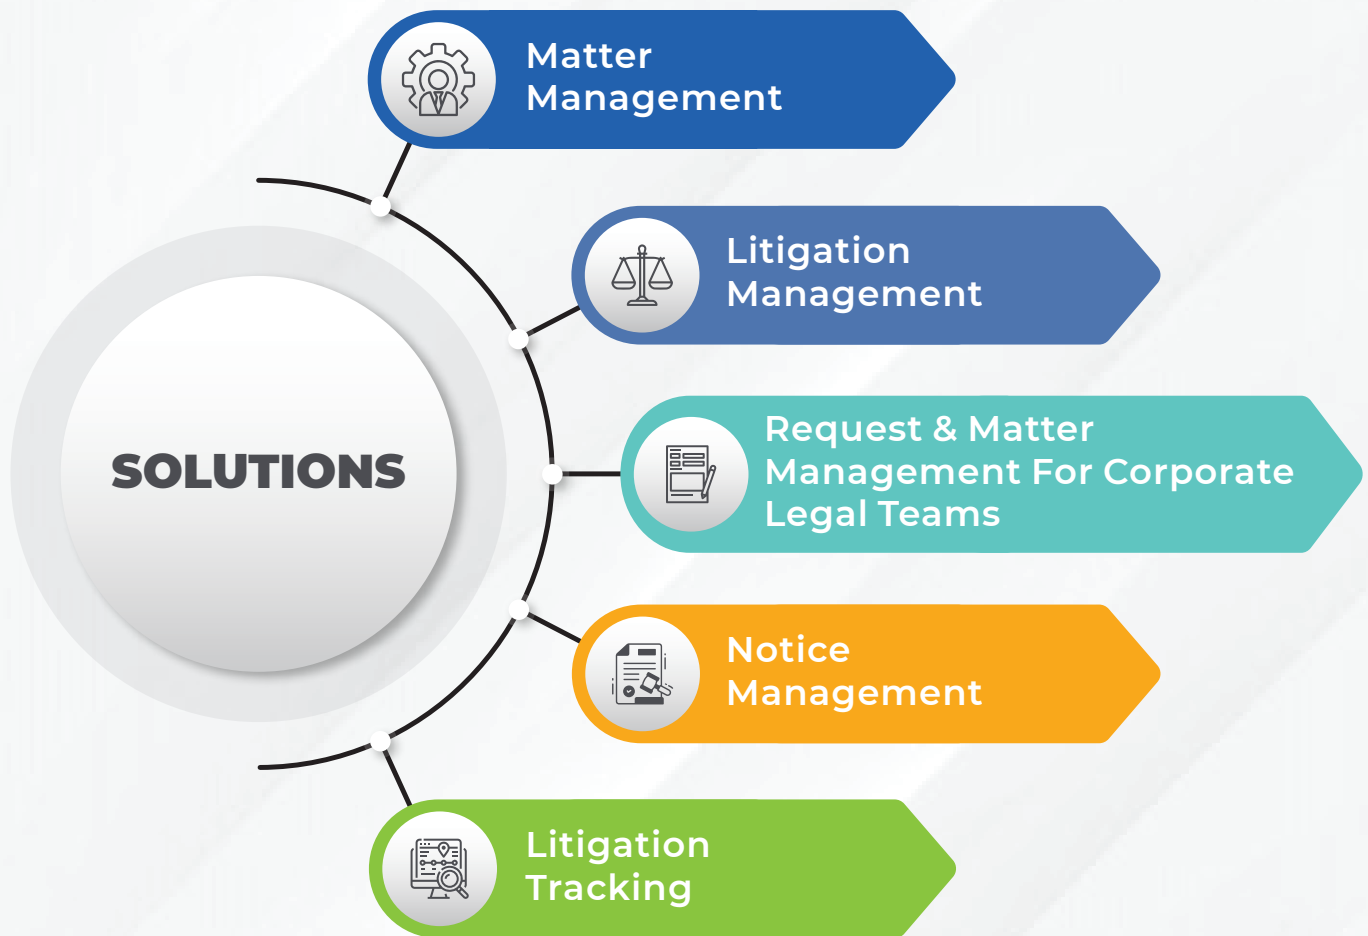 Matter
Management
Litigation
Management
Request & Matter
Management For Corporate
Legal Teams
SOLUTIONS
Notice
Management
Litigation
Tracking